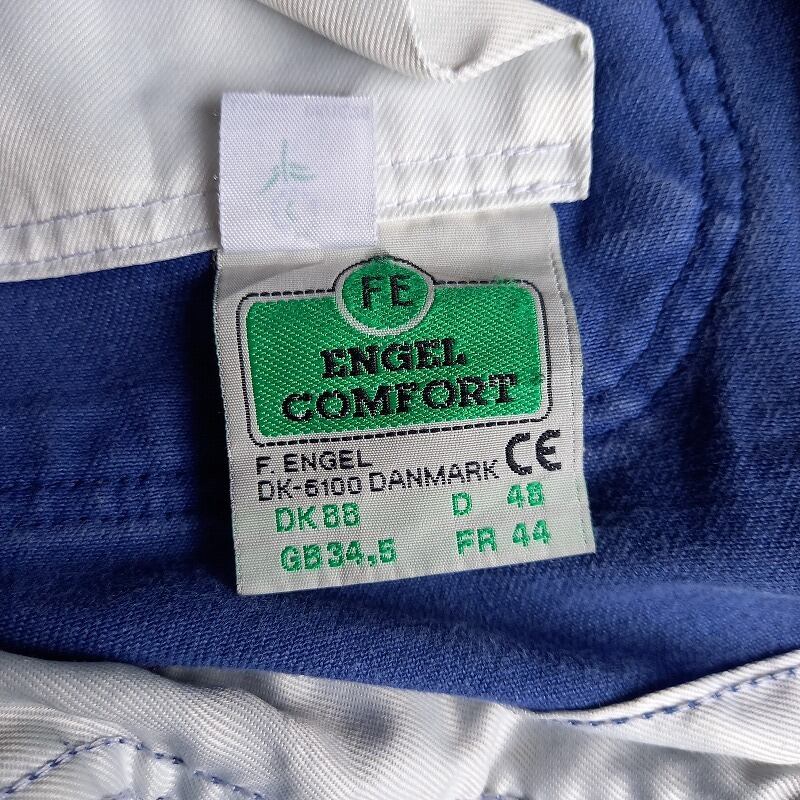 FE
ENGEL
COMFORT
F. ENGEL
DK-6100 DANMARK CE
DK 88 D 48
GB 34,5 FR 44